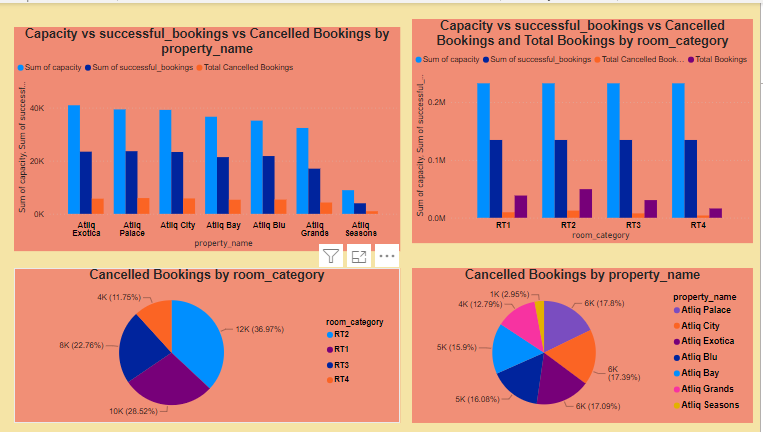 Capacity vs successful_bookings vs Cancelled Bookings by
property_name
Sum of capacity Sum of successful_bookings Total Cancelled Bookings
Sum of capacity, Sum of successf...
40K
20K
0K
Atliq Exotica
Atliq Palace
Atliq City
Atliq Bay
Atliq Blu
Atliq Grands
Atliq Seasons
property_name
Capacity vs successful_bookings vs Cancelled
Bookings and Total Bookings by room_category
Sum of capacity Sum of successful_bookings Total Cancelled Book... Total Bookings
Sum of capacity, Sum of successful_...
0.2M
0.1M
0.0M
RT1
RT2
RT3
RT4
room_category
Cancelled Bookings by room_category
4K (11.75%)
12K (36.97%)
8K (22.76%)
10K (28.52%)
room_category
RT2
RT1
RT3
RT4
Cancelled Bookings by property_name
1K (2.95%)
4K (12.79%)
6K (17.8%)
5K (15.9%)
6K
(17.39%)
5K (16.08%)
6K (17.09%)
property_name
Atliq Palace
Atliq City
Atliq Exotica
Atliq Blu
Atliq Bay
Atliq Grands
Atliq Seasons